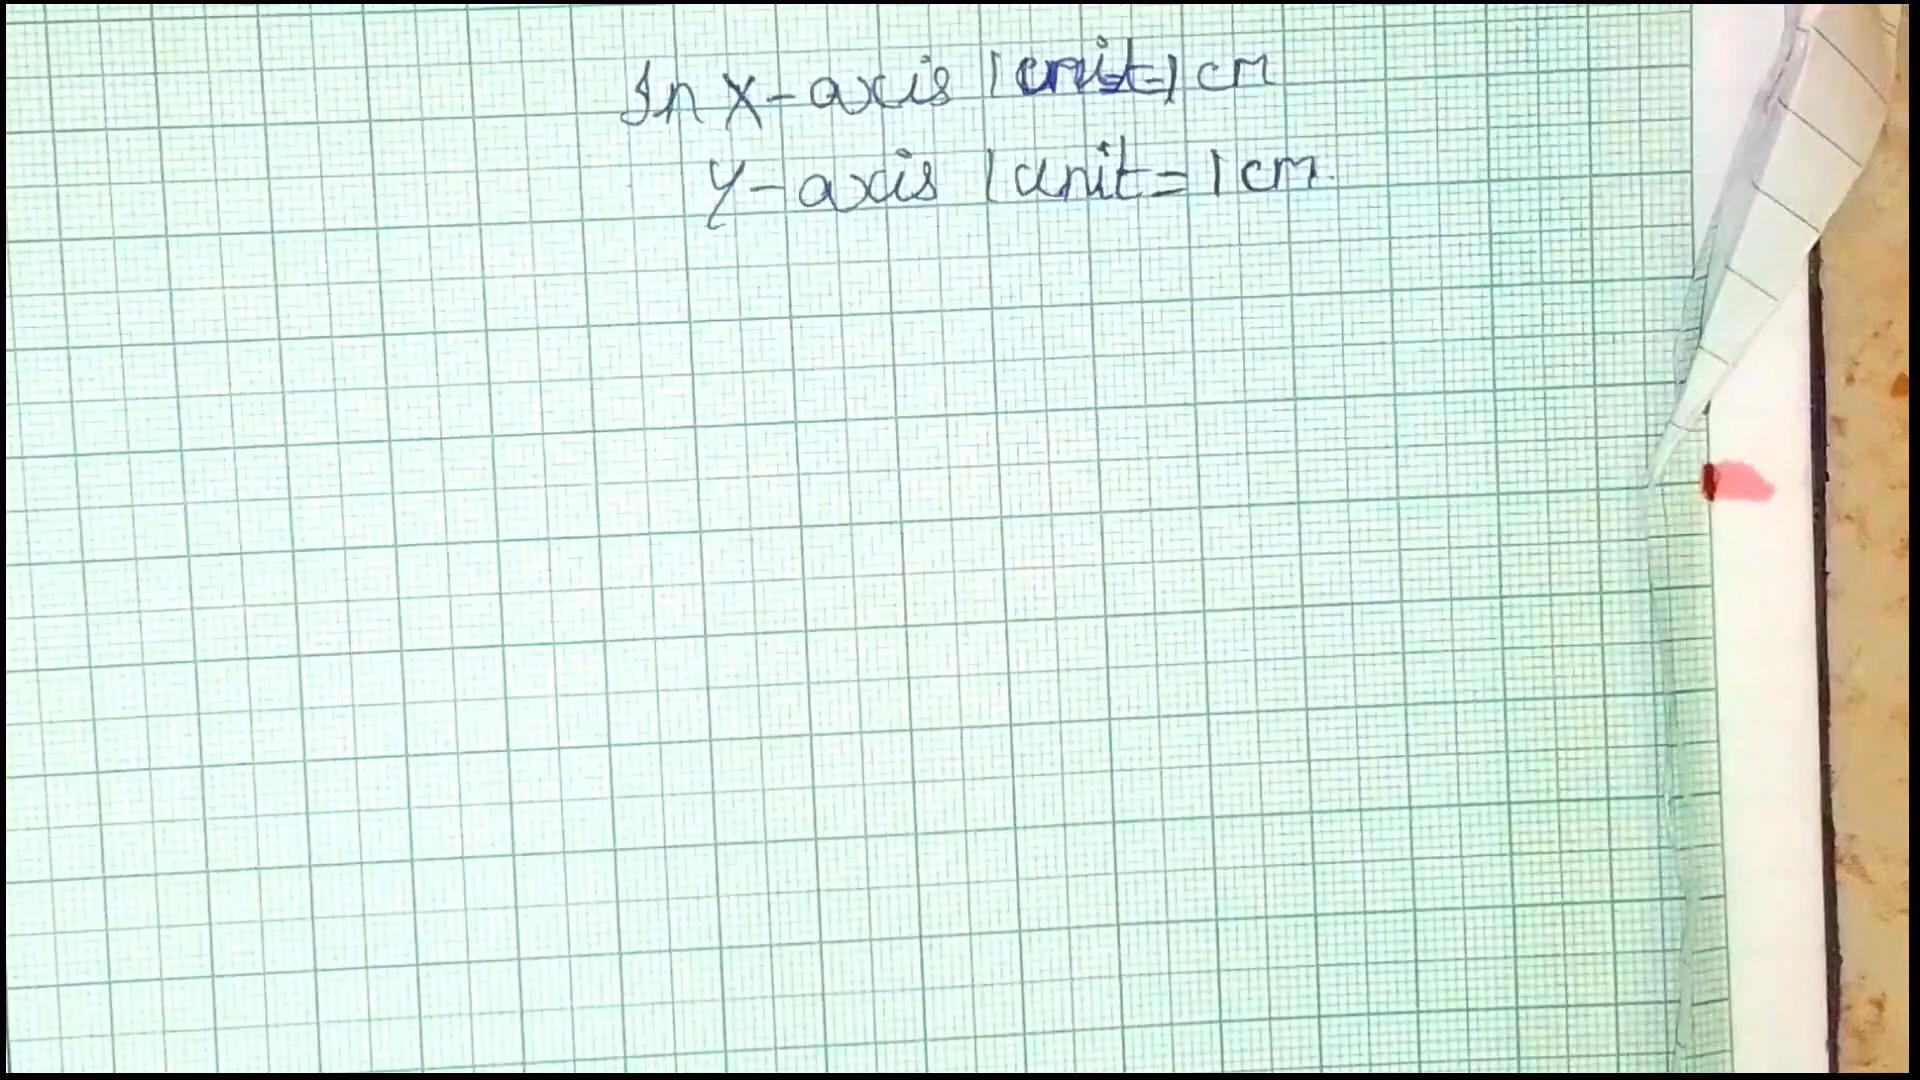 In X-axis 1 unit=1 cm
y-axis 1 unit=1 cm.